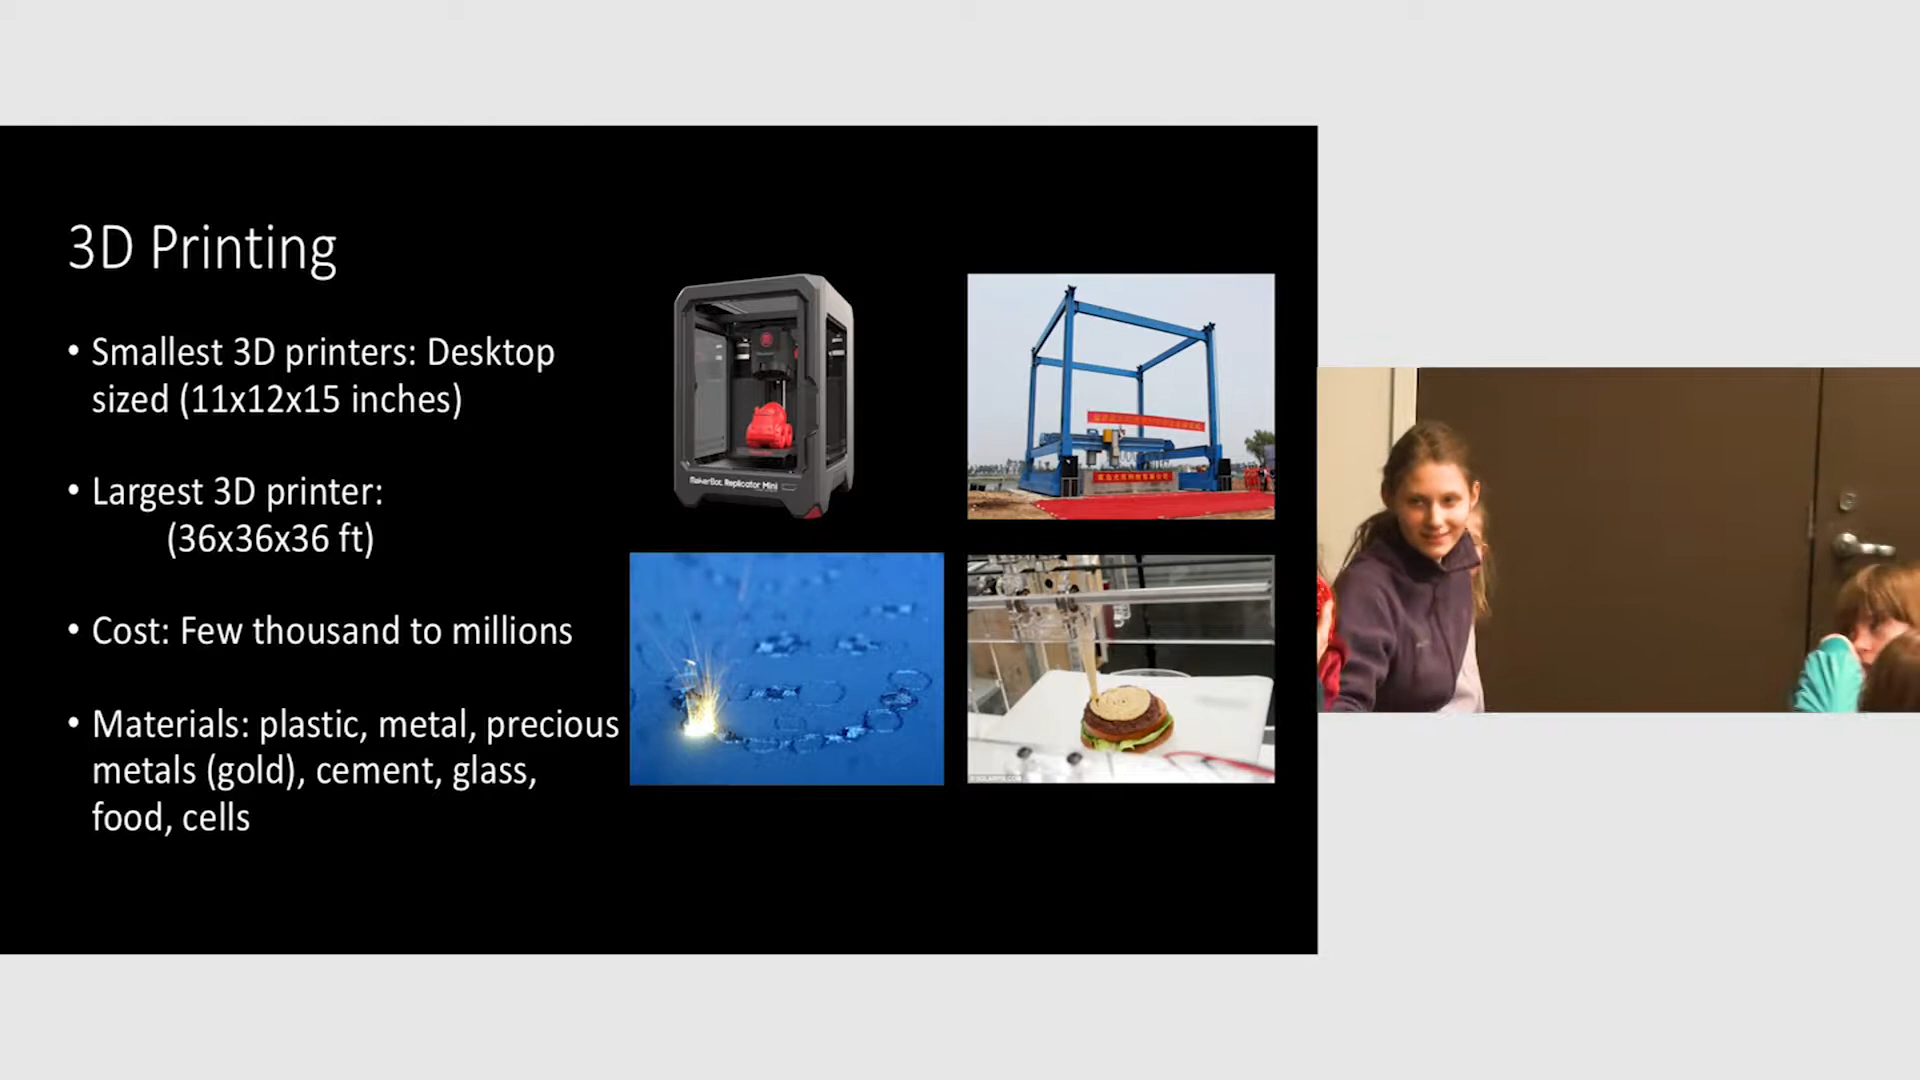 3D Printing
• Smallest 3D printers: Desktop
sized (11x12x15 inches)
• Largest 3D printer:
(36x36x36 ft)
• Cost: Few thousand to millions
• Materials: plastic, metal, precious
metals (gold), cement, glass,
food, cells
MakerBot. Replicator Mini